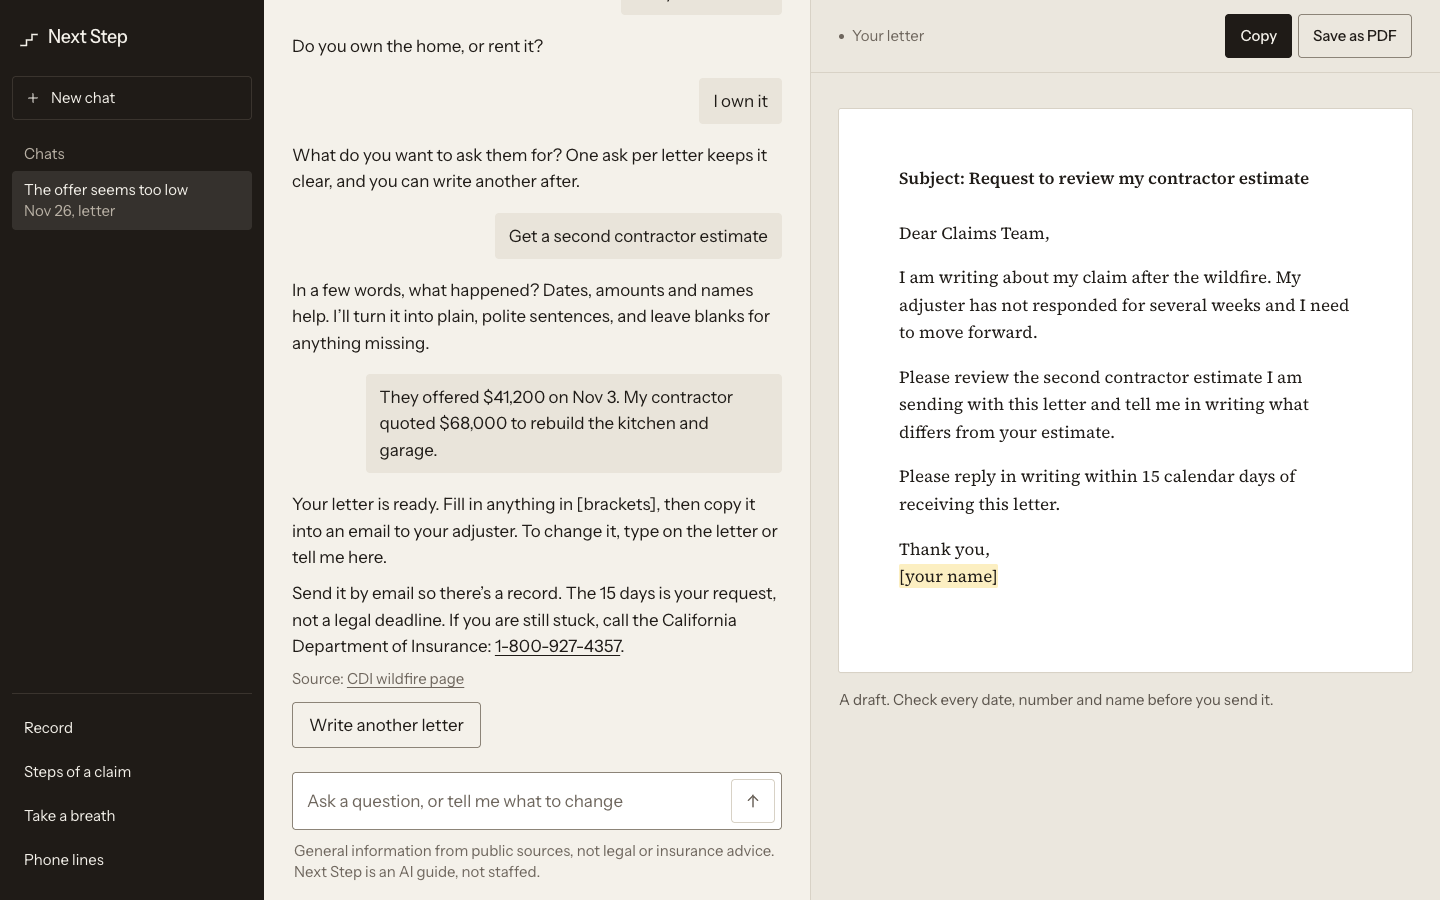 Next Step
New chat
Chats
The offer seems too low
Nov 26, letter
Record
Steps of a claim
Take a breath
Phone lines
Do you own the home, or rent it?
I own it
What do you want to ask them for? One ask per letter keeps it
clear, and you can write another after.
Get a second contractor estimate
In a few words, what happened? Dates, amounts and names
help. I’ll turn it into plain, polite sentences, and leave blanks for
anything missing.
They offered $41,200 on Nov 3. My contractor
quoted $68,000 to rebuild the kitchen and
garage.
Your letter is ready. Fill in anything in [brackets], then copy it
into an email to your adjuster. To change it, type on the letter or
tell me here.
Send it by email so there’s a record. The 15 days is your request,
not a legal deadline. If you are still stuck, call the California
Department of Insurance: 1-800-927-4357.
Source: CDI wildfire page
Write another letter
Ask a question, or tell me what to change
General information from public sources, not legal or insurance advice.
Next Step is an AI guide, not staffed.
Your letter
Copy
Save as PDF
Subject: Request to review my contractor estimate
Dear Claims Team,
I am writing about my claim after the wildfire. My
adjuster has not responded for several weeks and I need
to move forward.
Please review the second contractor estimate I am
sending with this letter and tell me in writing what
differs from your estimate.
Please reply in writing within 15 calendar days of
receiving this letter.
Thank you,
[your name]
A draft. Check every date, number and name before you send it.